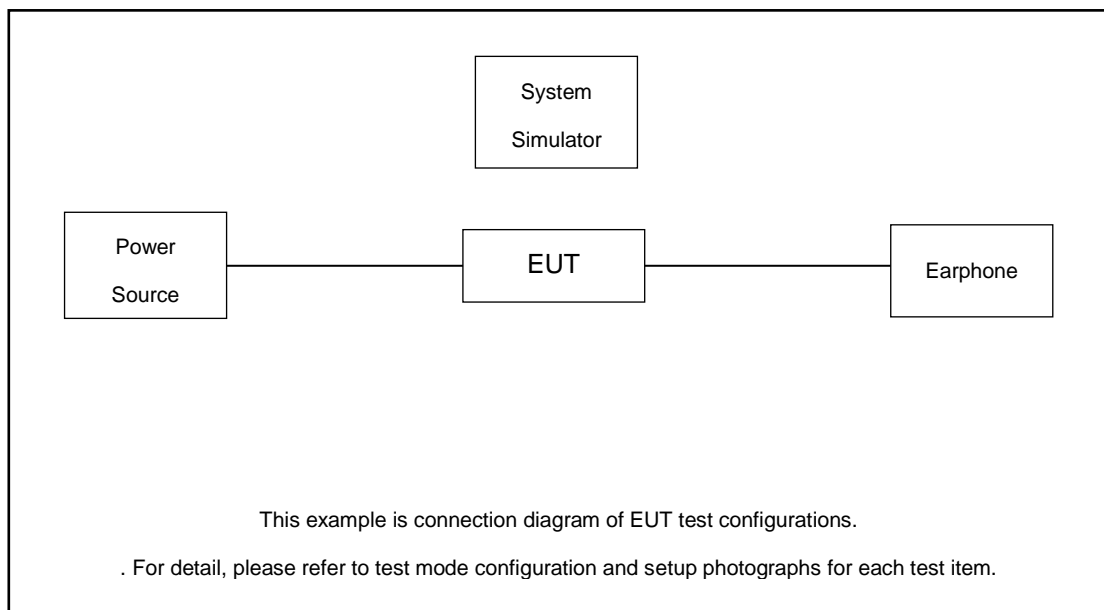 System
Simulator
Power
Source
EUT
Earphone
This example is connection diagram of EUT test configurations.
. For detail, please refer to test mode configuration and setup photographs for each test item.